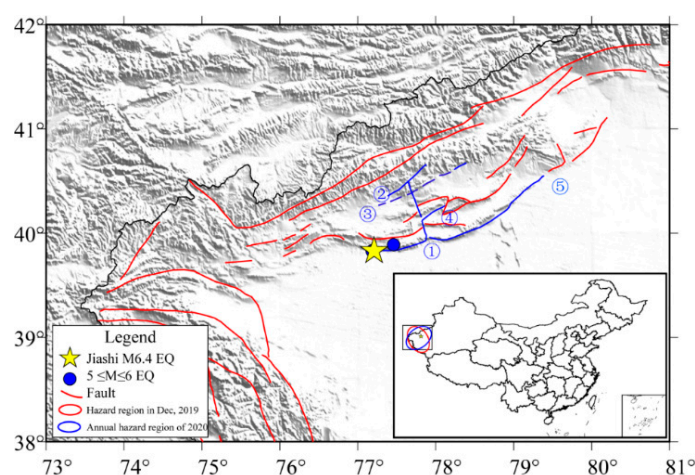 42°
41°
40°
39°
38°
②
③
④
⑤
①
Legend
Jiashi M6.4 EQ
5 ≤M≤6 EQ
Fault
Hazard region in Dec, 2019
Annual hazard region of 2020
73° 74° 75° 76° 77° 78° 79° 80° 81°